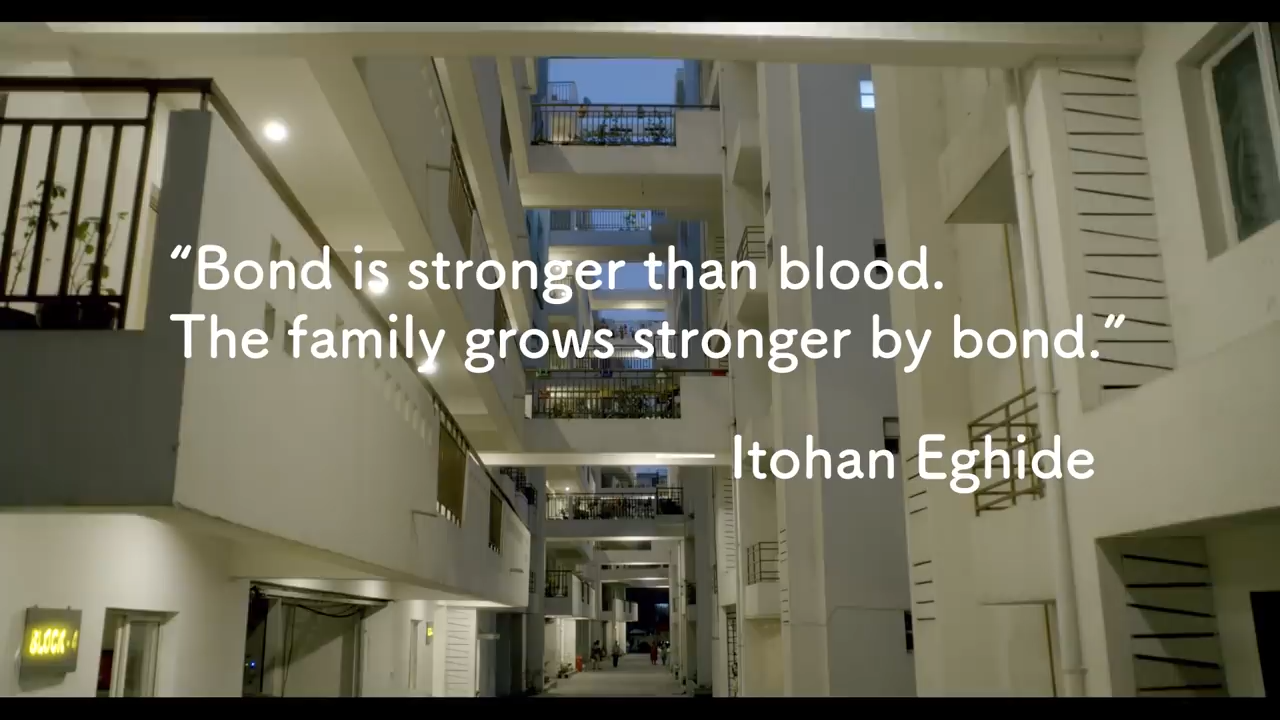 “Bond is stronger than blood.
The family grows stronger by bond.”
— Itohan Eghide
BLOCK -